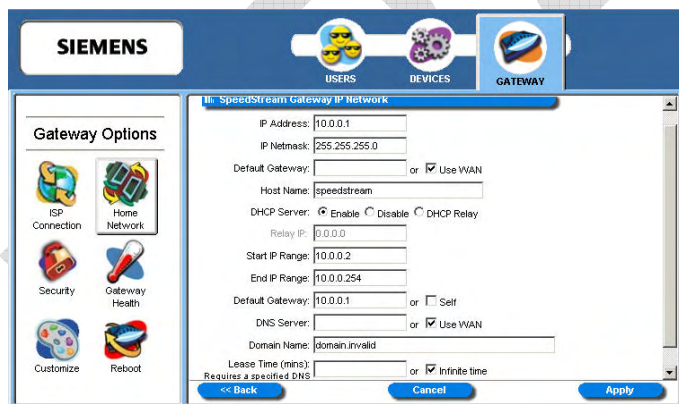 SIEMENS
USERS
DEVICES
GATEWAY
Gateway Options
ISP Connection
Home Network
Security
Gateway Health
Customize
Reboot
SpeedStream Gateway IP Network
IP Address: 10.0.0.1
IP Netmask: 255.255.255.0
Default Gateway: or Use WAN
Host Name: speedstream
DHCP Server: Enable Disable DHCP Relay
Relay IP: 0.0.0.0
Start IP Range: 10.0.0.2
End IP Range: 10.0.0.254
Default Gateway: 10.0.0.1 or Self
DNS Server: or Use WAN
Domain Name: domain.invalid
Lease Time (mins): or Infinite time
Requires a specified DNS
<< Back
Cancel
Apply